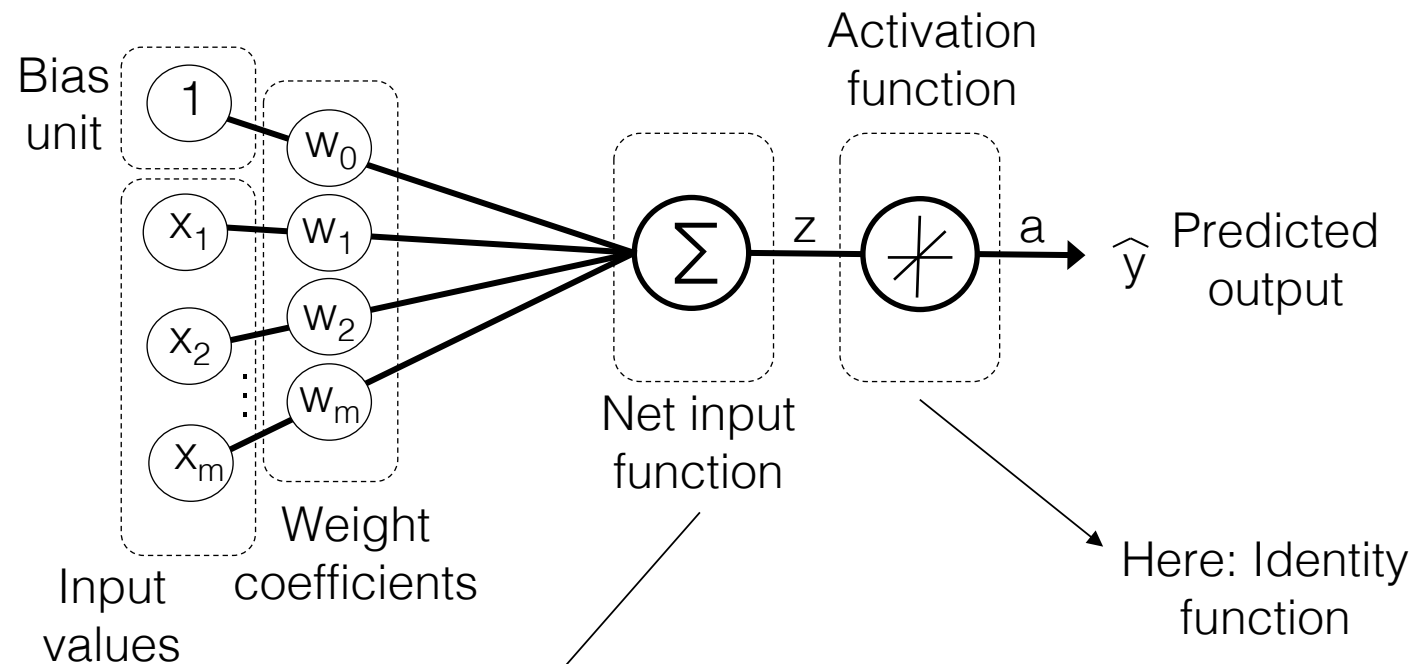 Bias
unit
1
x₁
x₂
⋮
xₘ
Input
values
w₀
w₁
w₂
wₘ
Weight
coefficients
Σ
Net input
function
z
Activation
function
a
ŷ
Predicted
output
Here: Identity
function